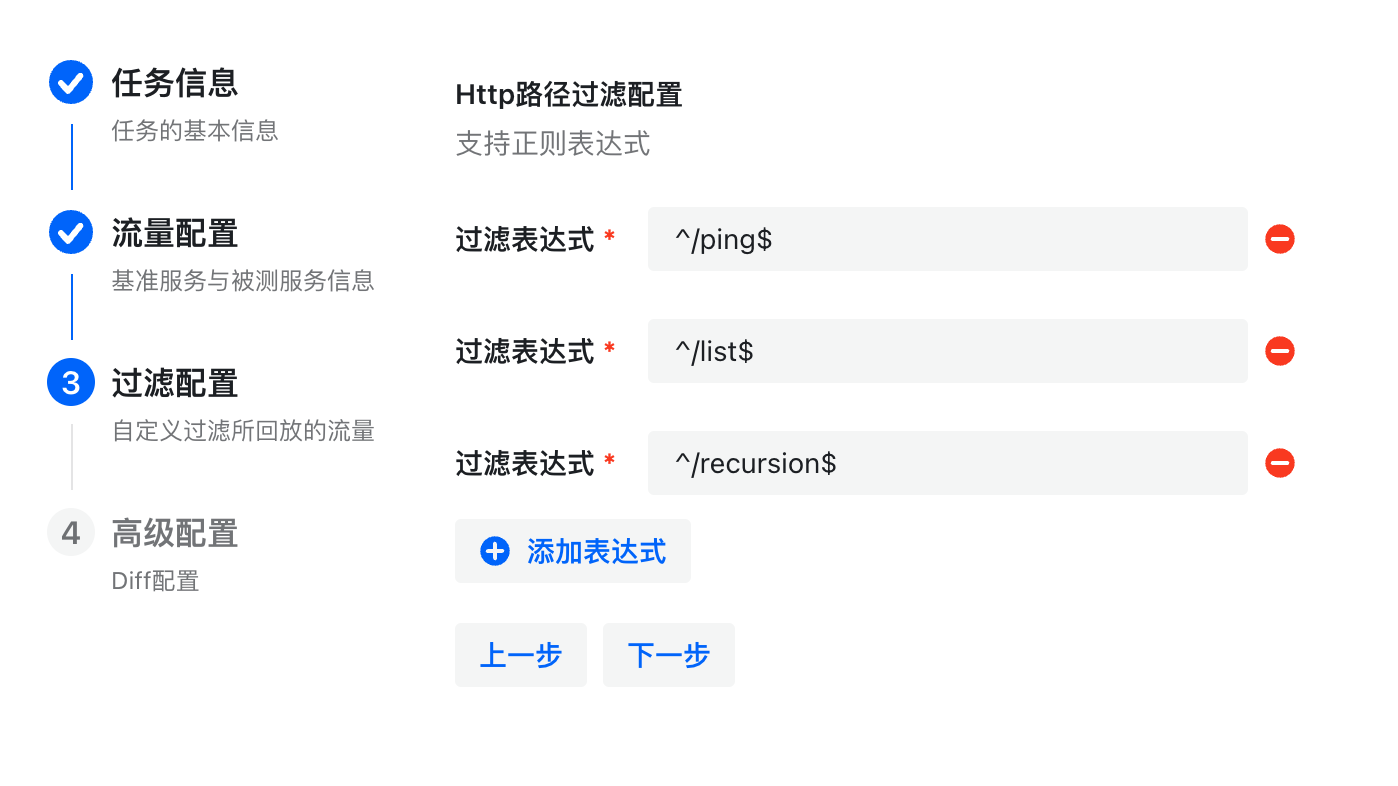 任务信息
任务的基本信息
流量配置
基准服务与被测服务信息
3
过滤配置
自定义过滤所回放的流量
4
高级配置
Diff配置
Http路径过滤配置
支持正则表达式
过滤表达式 * ^/ping$
过滤表达式 * ^/list$
过滤表达式 * ^/recursion$
添加表达式
上一步 下一步